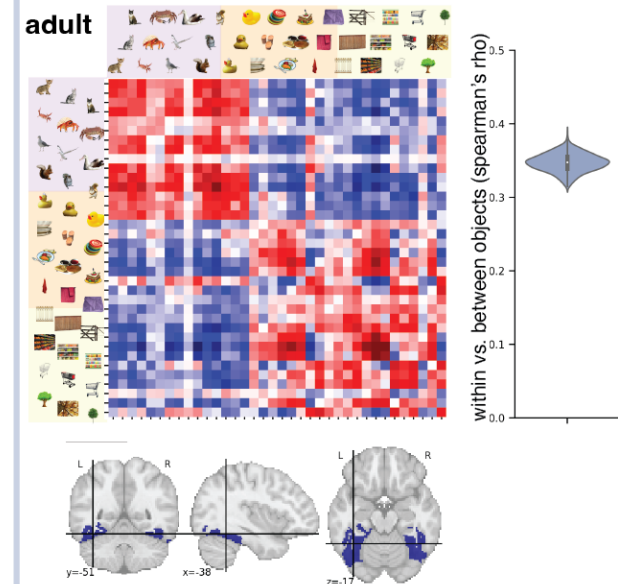 adult
within vs. between objects (spearman's rho)
0.5
0.4
0.3
0.2
0.1
0.0
L
R
y=-51
x=-38
L
R
z=-17